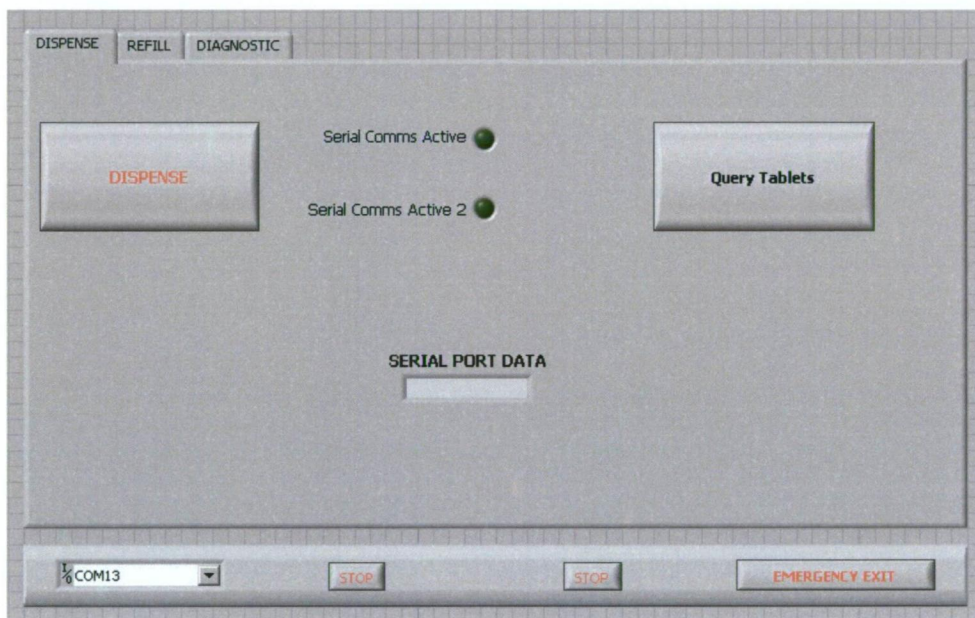 DISPENSE
REFILL
DIAGNOSTIC
Serial Comms Active
DISPENSE
Query Tablets
Serial Comms Active 2
SERIAL PORT DATA
I/O COM13
STOP
STOP
EMERGENCY EXIT